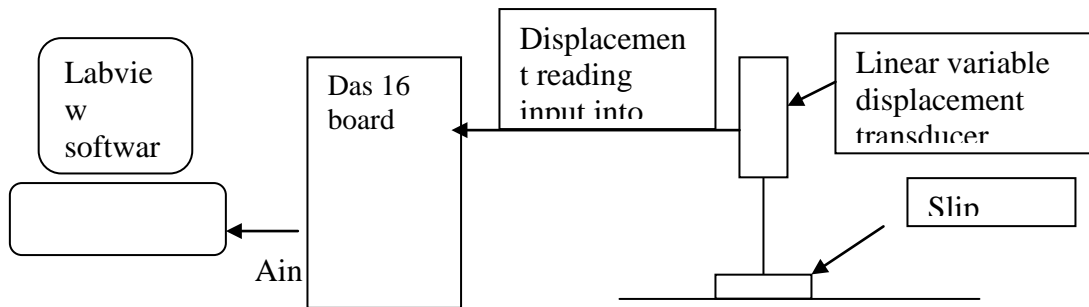 Labvie
w
softwar
Das 16
board
Displacemen
t reading
input into
Linear variable
displacement
transducer
Slip
Ain